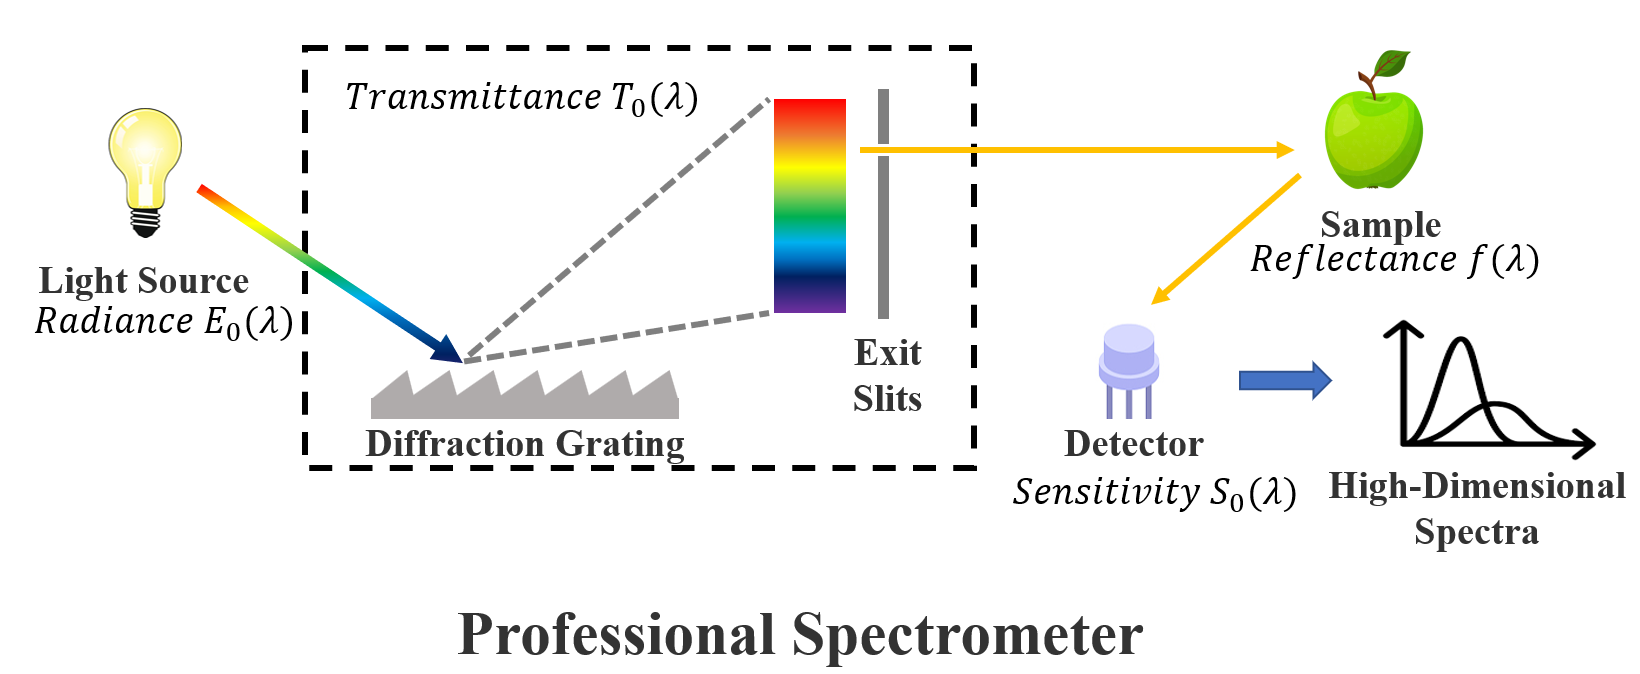 Transmittance T₀(λ)
Light Source
Radiance E₀(λ)
Diffraction Grating
Exit
Slits
Sample
Reflectance f(λ)
Detector
Sensitivity S₀(λ)
High-Dimensional
Spectra
Professional Spectrometer